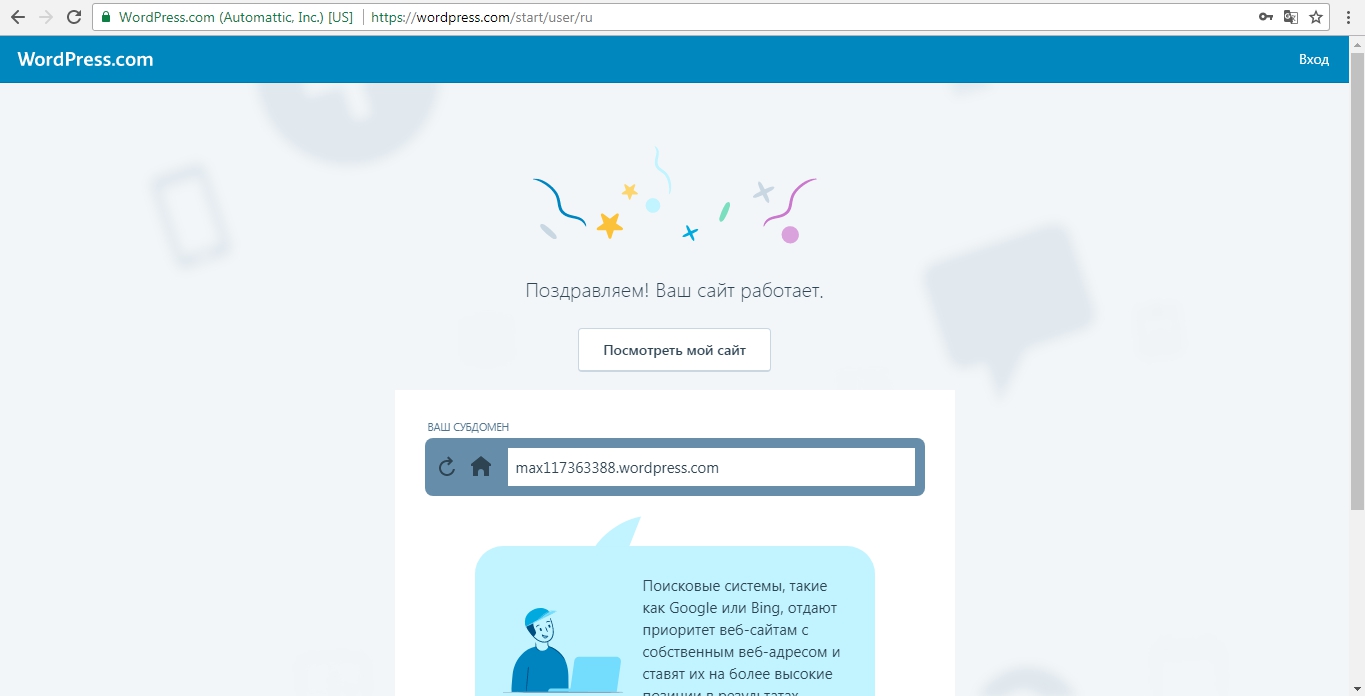 WordPress.com (Automattic, Inc.) [US] https://wordpress.com/start/user/ru
WordPress.com
Вход
Поздравляем! Ваш сайт работает.
Посмотреть мой сайт
ВАШ СУБДОМЕН
max117363388.wordpress.com
Поисковые системы, такие
как Google или Bing, отдают
приоритет веб-сайтам с
собственным веб-адресом и
ставят их на более высокие
позиции в результатах